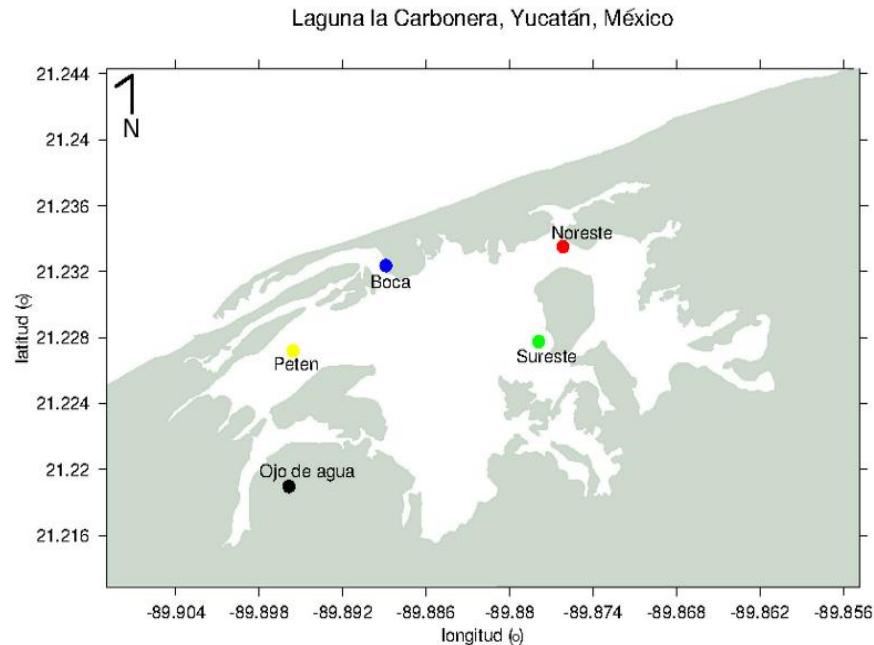 Laguna la Carbonera, Yucatán, México
21.244
N
21.24
21.236
Noreste
21.232
Boca
latitud (o)
21.228
Sureste
Peten
21.224
Ojo de agua
21.22
21.216
-89.904 -89.898 -89.892 -89.886 -89.88 -89.874 -89.868 -89.862 -89.856
longitud (o)